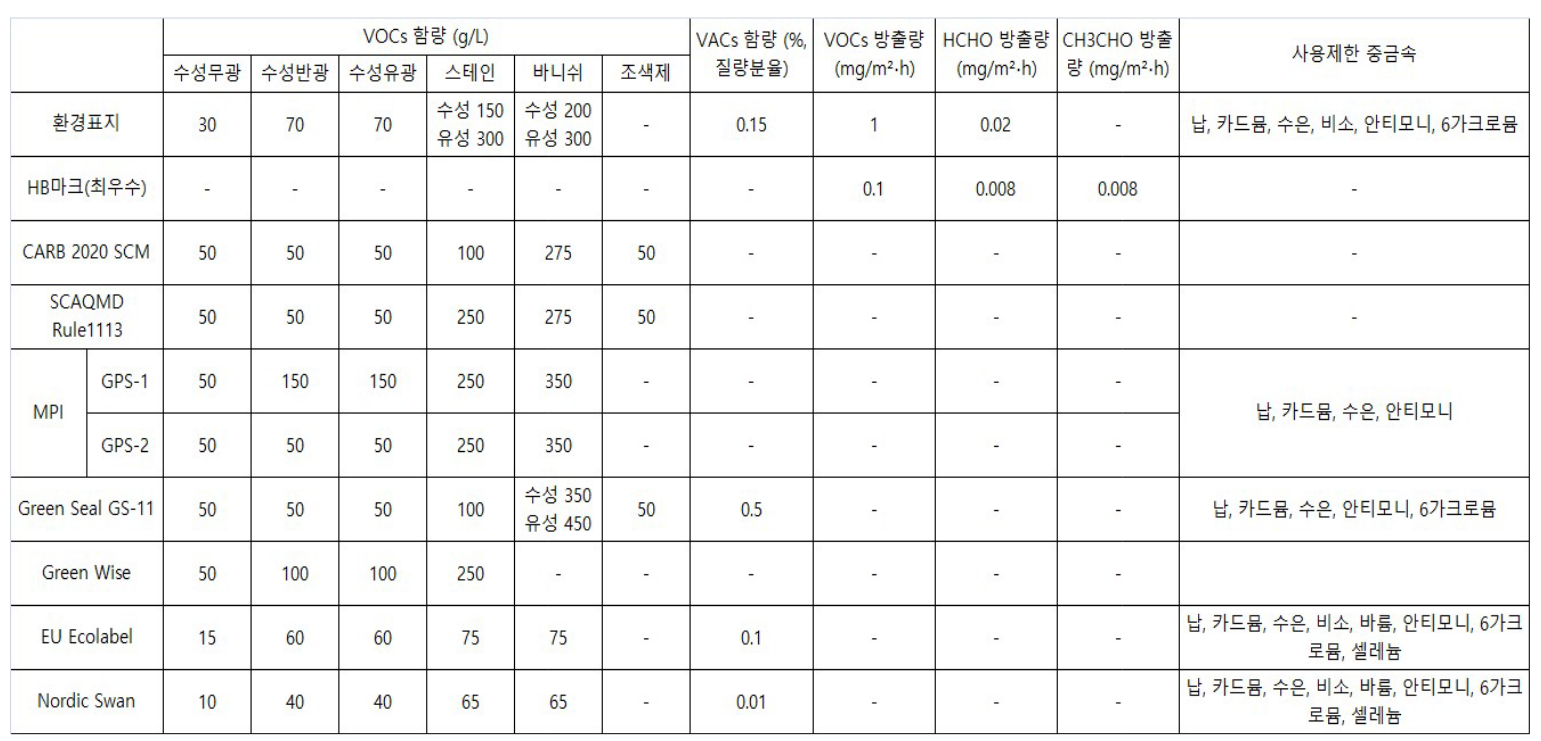 VOCs 함량 (g/L) VACs 함량 (%, 질량분율) VOCs 방출량 (mg/m²·h) HCHO 방출량 (mg/m²·h) CH3CHO 방출량 (mg/m²·h) 사용제한 중금속
수성무광 수성반광 수성유광 스테인 바니쉬 조색제
환경표지 30 70 70 수성 150 유성 300 수성 200 유성 300 - 0.15 1 0.02 - 납, 카드뮴, 수은, 비소, 안티모니, 6가크로뮴
HB마크(최우수) - - - - - - - 0.1 0.008 0.008 -
CARB 2020 SCM 50 50 50 100 275 50 - - - - -
SCAQMD Rule1113 50 50 50 250 275 50 - - - - -
MPI GPS-1 50 150 150 250 350 - - - - - 납, 카드뮴, 수은, 안티모니
GPS-2 50 50 50 250 350 - - - - -
Green Seal GS-11 50 50 50 100 수성 350 유성 450 50 0.5 - - - 납, 카드뮴, 수은, 안티모니, 6가크로뮴
Green Wise 50 100 100 250 - - - - - -
EU Ecolabel 15 60 60 75 75 - 0.1 - - - 납, 카드뮴, 수은, 비소, 바륨, 안티모니, 6가크로뮴, 셀레늄
Nordic Swan 10 40 40 65 65 - 0.01 - - - 납, 카드뮴, 수은, 비소, 바륨, 안티모니, 6가크로뮴, 셀레늄